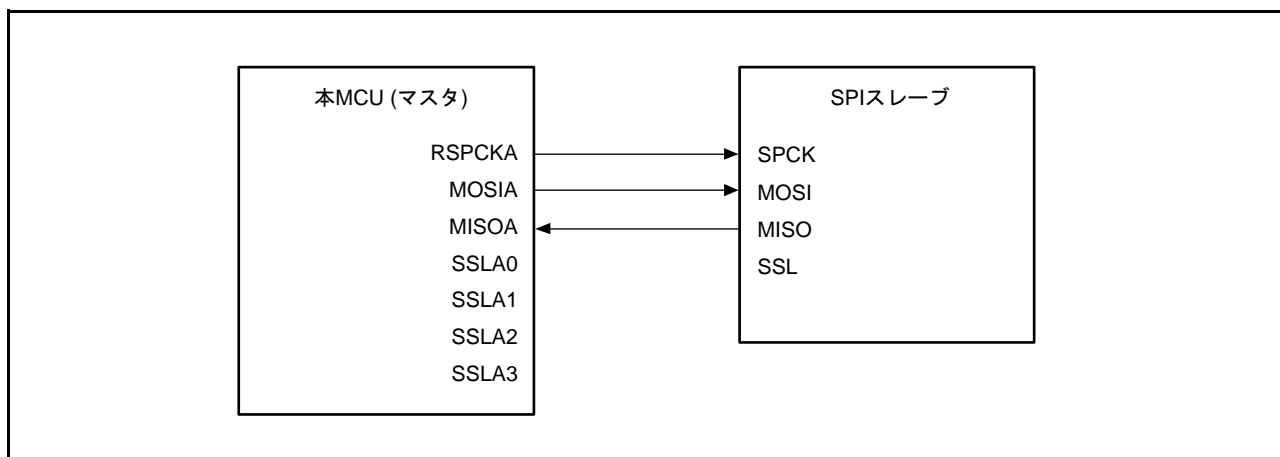 本MCU (マスタ)
RSPCKA
MOSIA
MISOA
SSLA0
SSLA1
SSLA2
SSLA3
SPIスレーブ
SPCK
MOSI
MISO
SSL